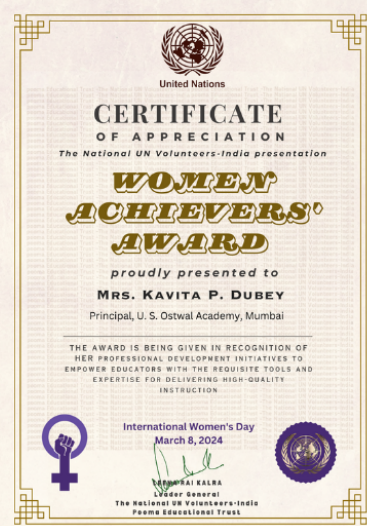 United Nations
CERTIFICATE
OF APPRECIATION
The National UN Volunteers-India presentation
WOMEN
ACHIEVERS'
AWARD
proudly presented to
MRS. KAVITA P. DUBEY
Principal, U. S. Ostwal Academy, Mumbai
THE AWARD IS BEING GIVEN IN RECOGNITION OF
HER PROFESSIONAL DEVELOPMENT INITIATIVES TO
EMPOWER EDUCATORS WITH THE REQUISITE TOOLS AND
EXPERTISE FOR DELIVERING HIGH-QUALITY
INSTRUCTION
International Women's Day
March 8, 2024
RAI KALRA
Leader General
The National UN Volunteers-India
Poema Educational Trust